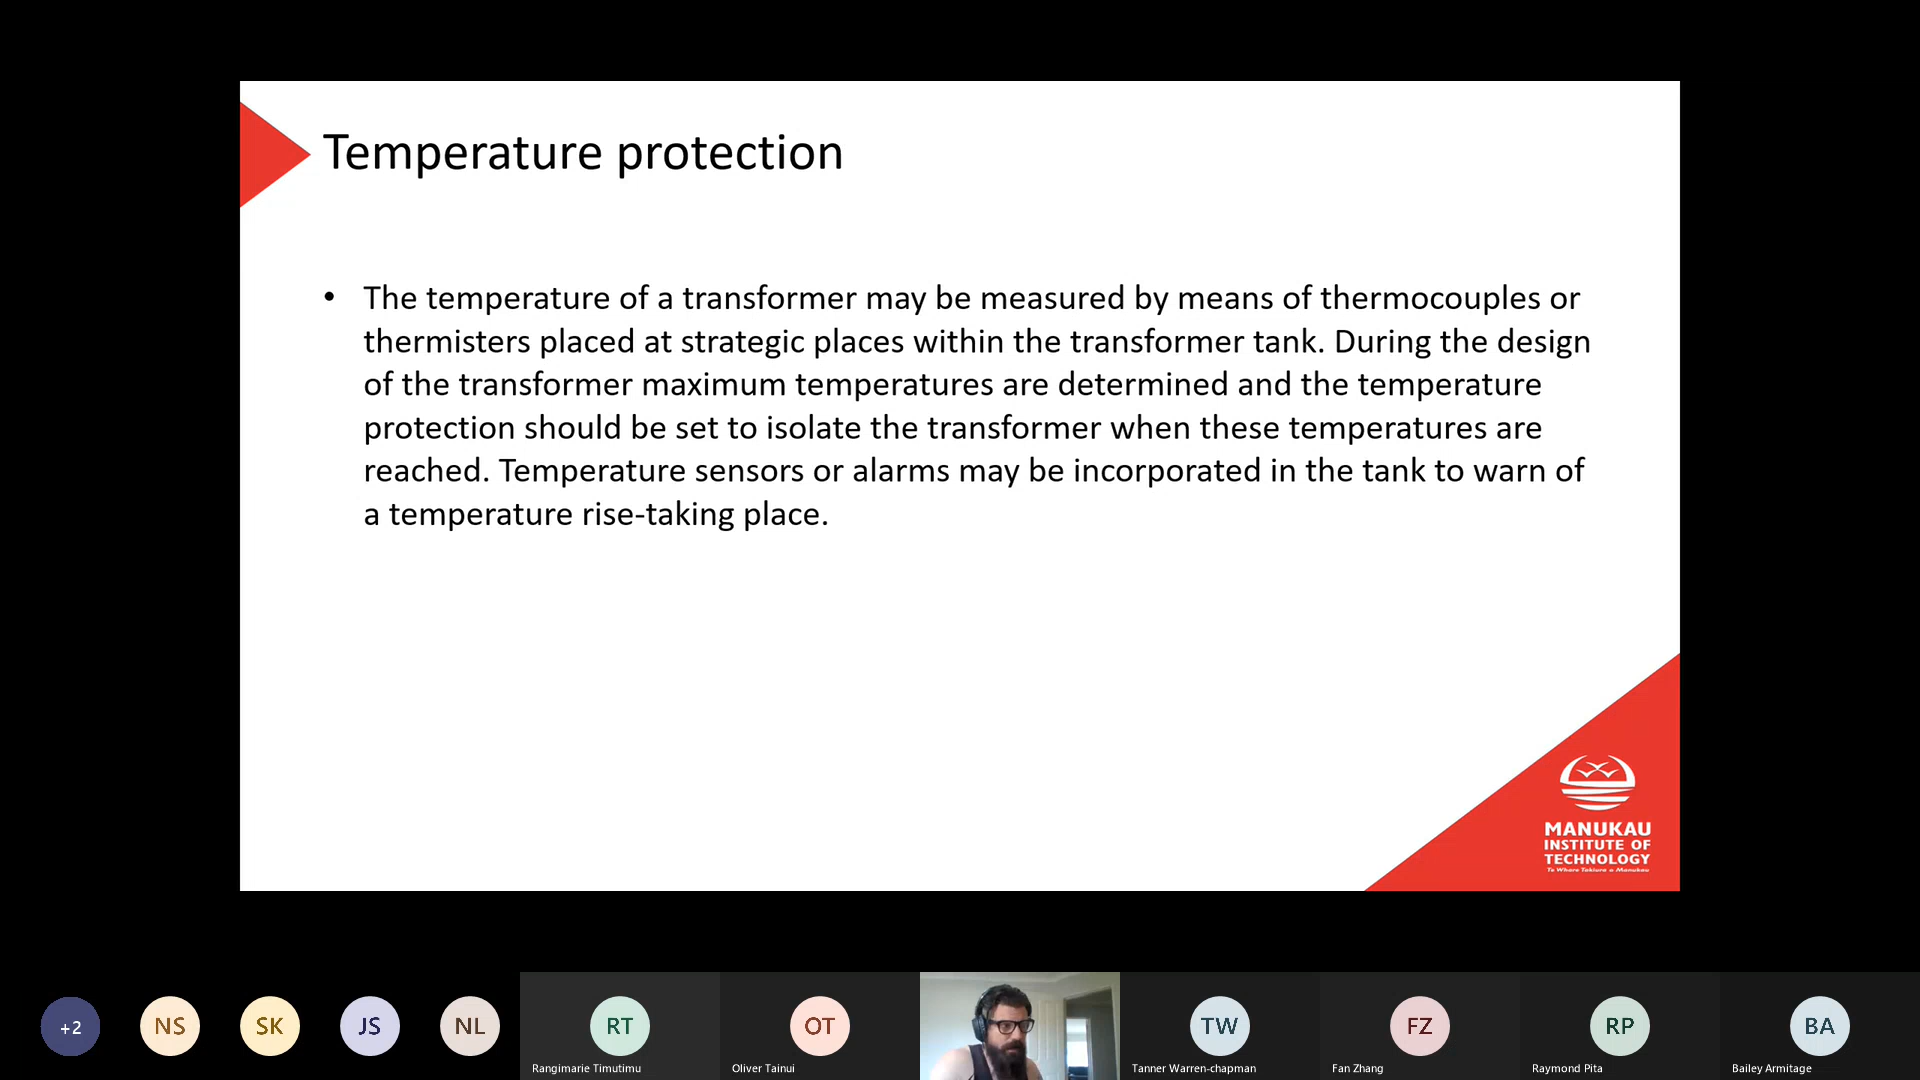 Temperature protection
• The temperature of a transformer may be measured by means of thermocouples or
thermisters placed at strategic places within the transformer tank. During the design
of the transformer maximum temperatures are determined and the temperature
protection should be set to isolate the transformer when these temperatures are
reached. Temperature sensors or alarms may be incorporated in the tank to warn of
a temperature rise-taking place.
MANUKAU
INSTITUTE OF
TECHNOLOGY
Te Whare Takiura o Manukau
+2
NS
SK
JS
NL
RT
Rangimarie Timutimu
OT
Oliver Tainui
TW
Tanner Warren-chapman
FZ
Fan Zhang
RP
Raymond Pita
BA
Bailey Armitage